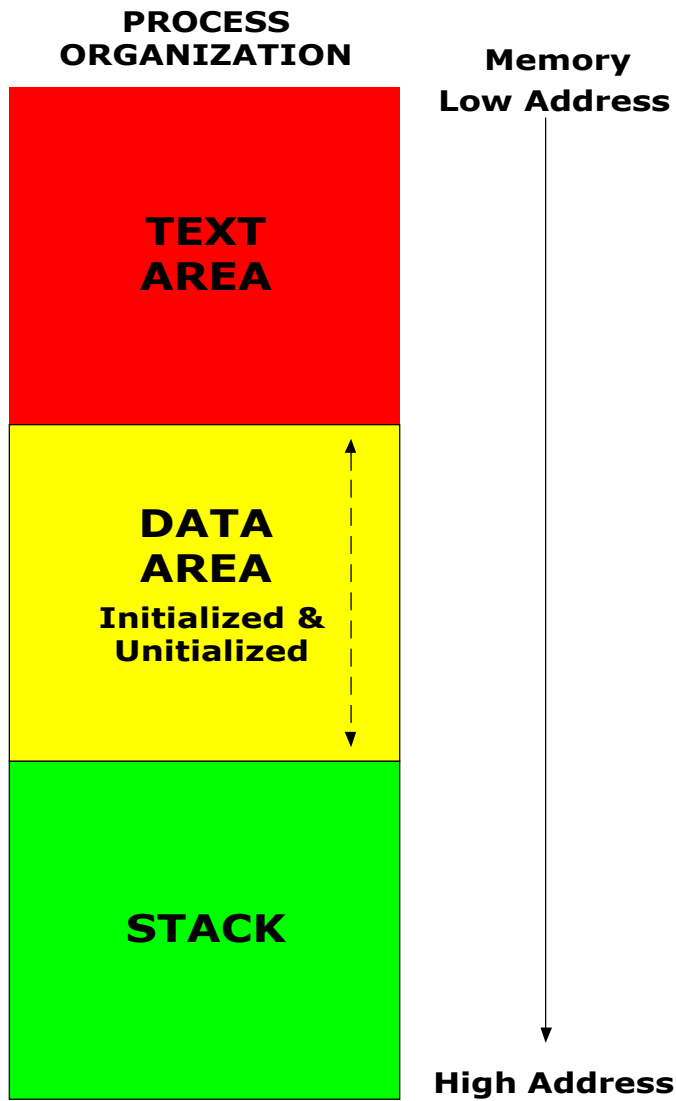 PROCESS
ORGANIZATION
Memory
Low Address
TEXT
AREA
DATA
AREA
Initialized &
Unitialized
STACK
High Address